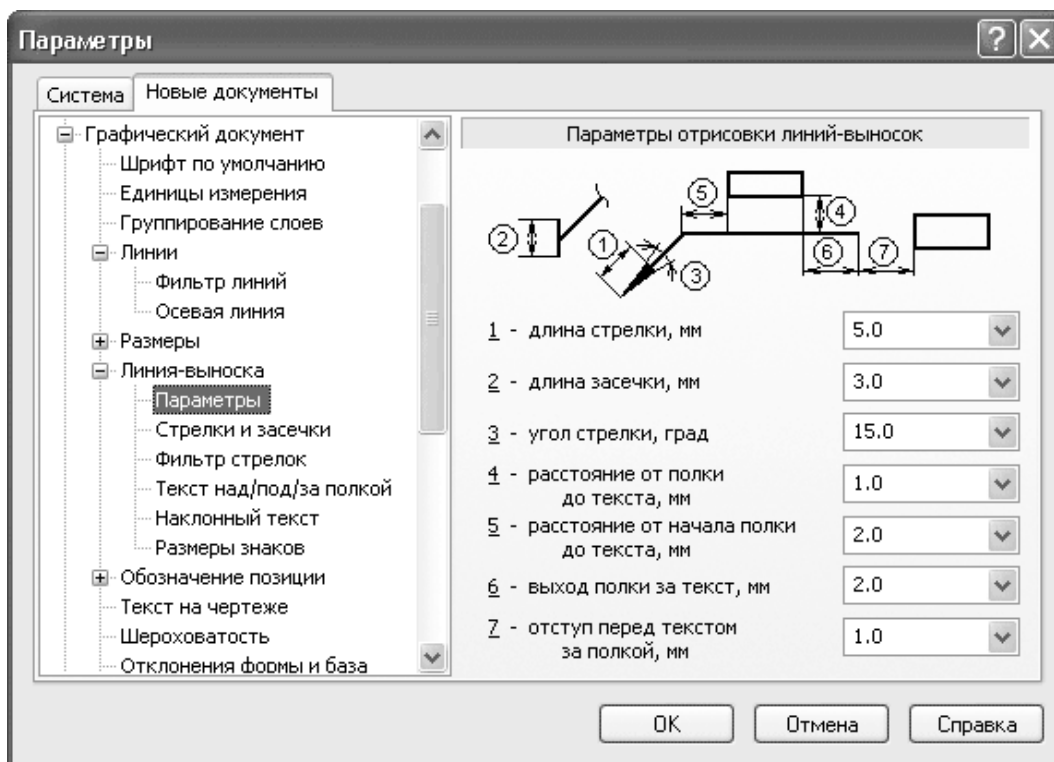 Параметры
Система
Новые документы
Графический документ
Шрифт по умолчанию
Единицы измерения
Группирование слоев
Линии
Фильтр линий
Осевая линия
Размеры
Линия-выноска
Параметры
Стрелки и засечки
Фильтр стрелок
Текст над/под/за полкой
Наклонный текст
Размеры знаков
Обозначение позиции
Текст на чертеже
Шероховатость
Отклонения формы и база
Параметры отрисовки линий-выносок
5
4
2
1
6
7
3
1 - длина стрелки, мм
5.0
2 - длина засечки, мм
3.0
3 - угол стрелки, град
15.0
4 - расстояние от полки
до текста, мм
1.0
5 - расстояние от начала полки
до текста, мм
2.0
6 - выход полки за текст, мм
2.0
7 - отступ перед текстом
за полкой, мм
1.0
OK
Отмена
Справка